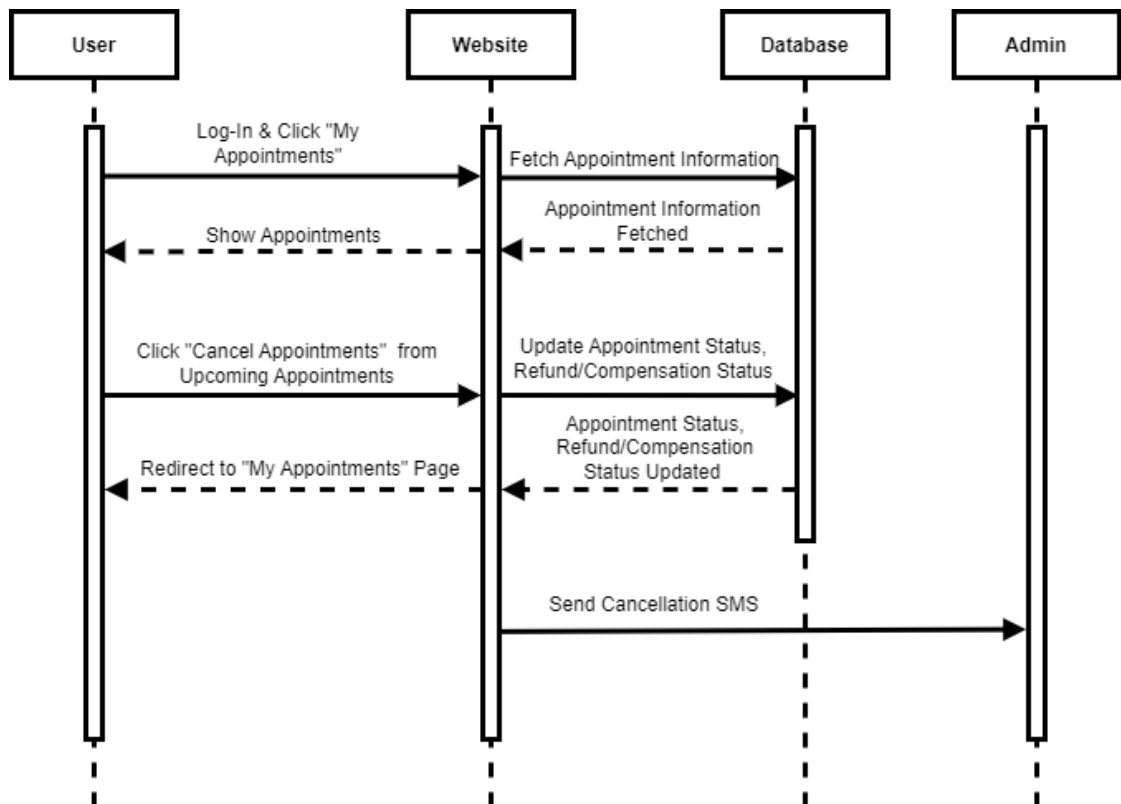 User
Website
Database
Admin
Log-In & Click "My
Appointments"
Fetch Appointment Information
Appointment Information
Fetched
Show Appointments
Click "Cancel Appointments"  from
Upcoming Appointments
Update Appointment Status,
Refund/Compensation Status
Appointment Status,
Refund/Compensation
Status Updated
Redirect to "My Appointments" Page
Send Cancellation SMS